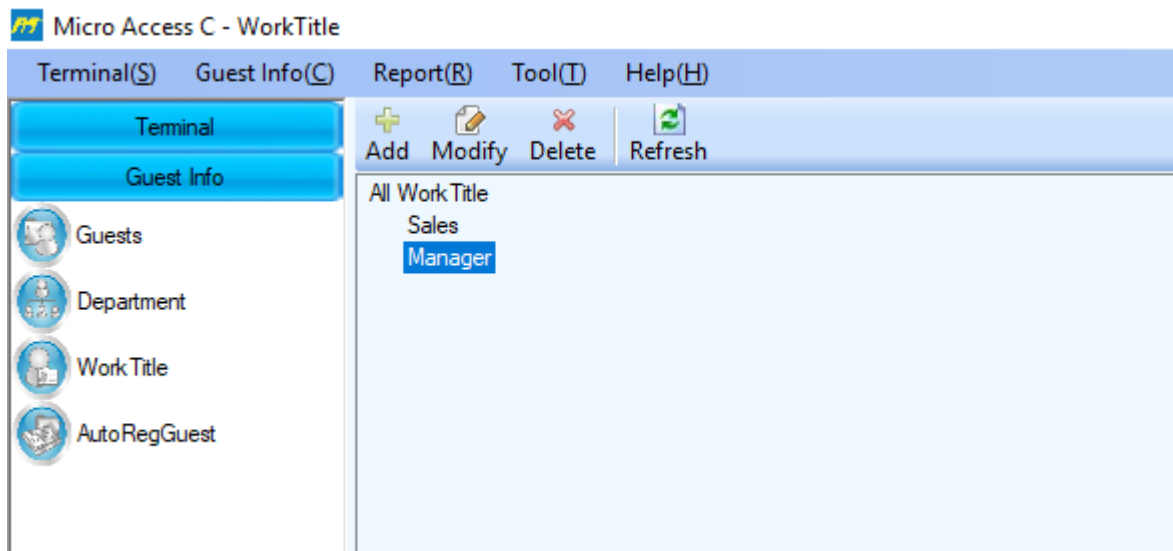 Micro Access C - WorkTitle
Terminal(S) Guest Info(C) Report(R) Tool(T) Help(H)
Terminal
Guest Info
Guests
Department
WorkTitle
AutoRegGuest
Add Modify Delete Refresh
All WorkTitle
Sales
Manager